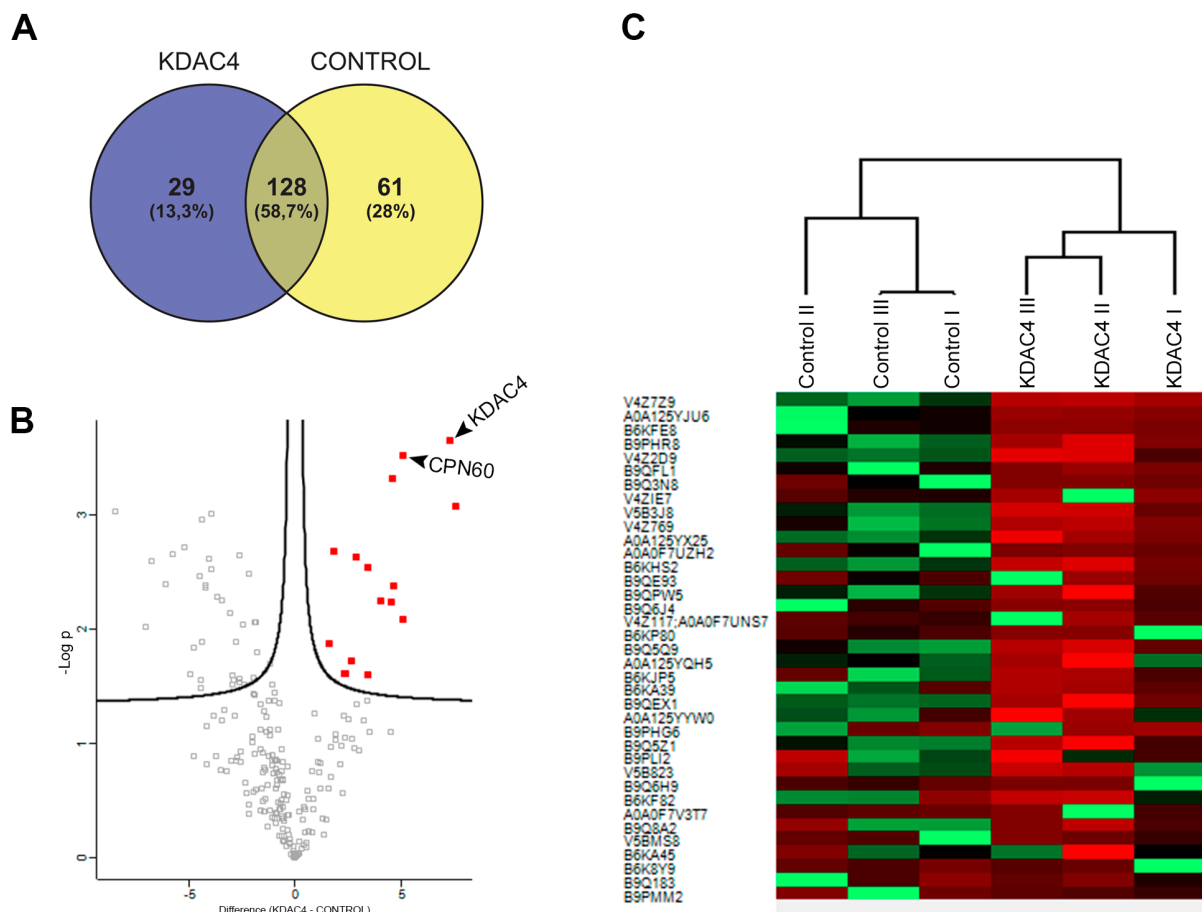 A
KDAC4
CONTROL
29
(13,3%)
128
(58,7%)
61
(28%)
B
KDAC4
CPN60
3
2
1
0
-Log p
-5
0
5
Difference (KDAC4 - CONTROL)
C
Control II
Control III
Control I
KDAC4 III
KDAC4 II
KDAC4 I
V4Z7Z9
A0A125YJU6
B6KFE8
B9PHR8
V4Z2D9
B9QFL1
B9Q3N8
V4ZIE7
V5B3J8
V4Z769
A0A125YX25
A0A0F7UZH2
B6KHS2
B9QE93
B9QPW5
B9Q6J4
V4Z117;A0A0F7UNS7
B6KP80
B9Q5Q9
A0A125YQH5
B6KJP5
B6KA39
B9QEX1
A0A125YYW0
B9PHG6
B9Q5Z1
B9PLI2
V5B823
B9Q6H9
B6KF82
A0A0F7V3T7
B9Q8A2
V5BMS8
B6KA45
B6K8Y9
B9Q183
B9PMM2